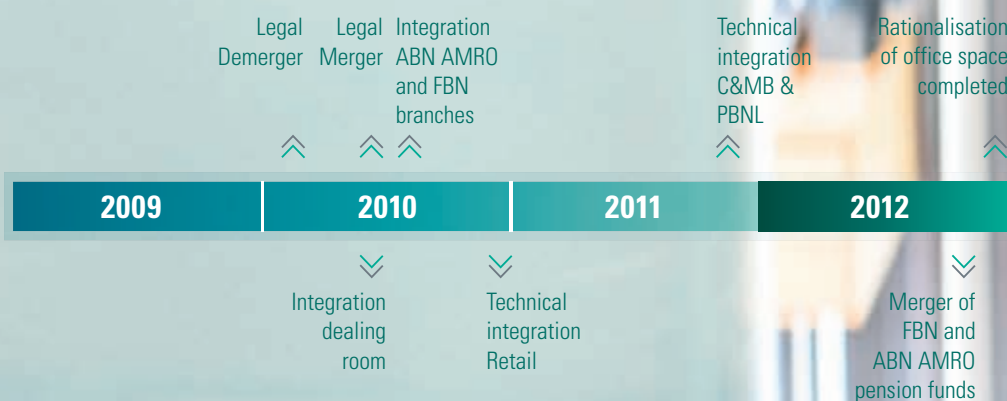 Legal
Demerger
Legal
Merger
Integration
ABN AMRO
and FBN
branches
Technical
integration
C&MB &
PBNL
Rationalisation
of office space
completed
2009
2010
2011
2012
Integration
dealing
room
Technical
integration
Retail
Merger of
FBN and
ABN AMRO
pension funds